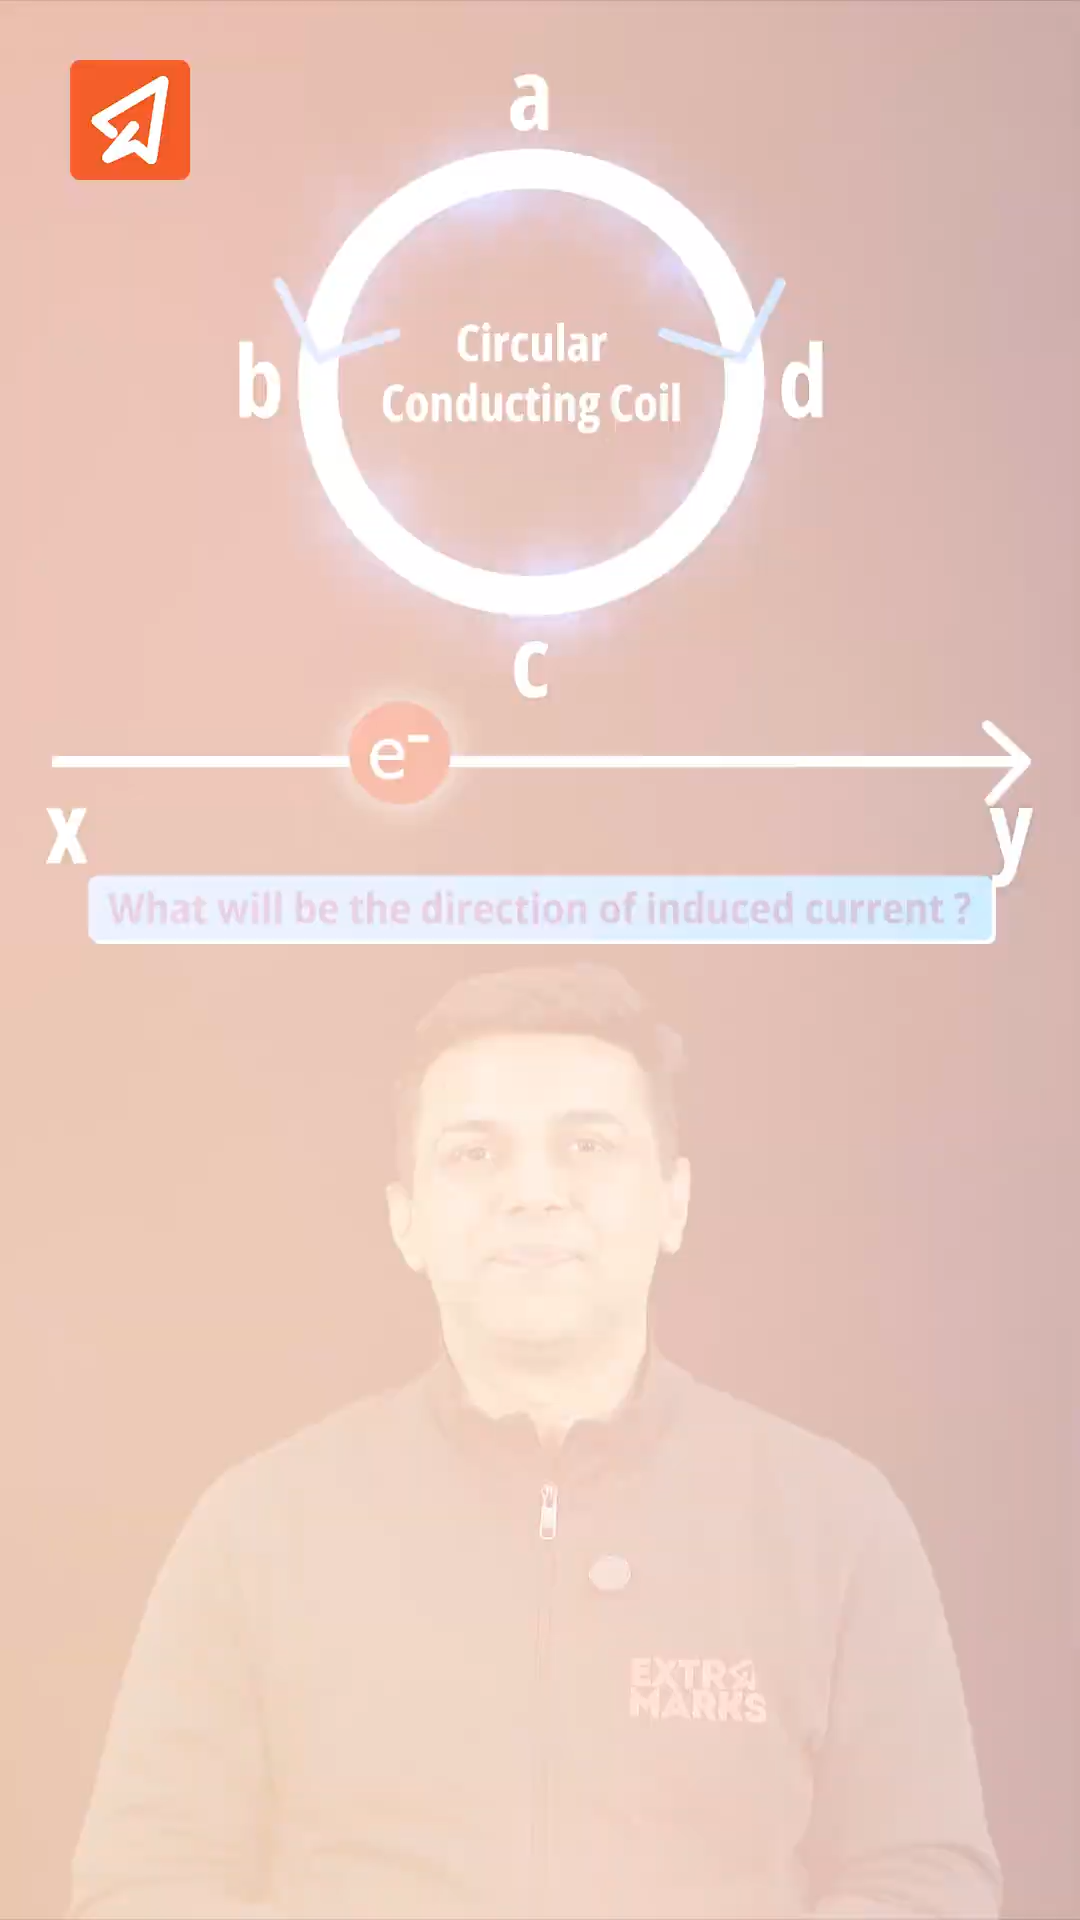 a
b
Circular
Conducting Coil
d
c
e⁻
x
y
What will be the direction of induced current ?
EXTRA
MARKS